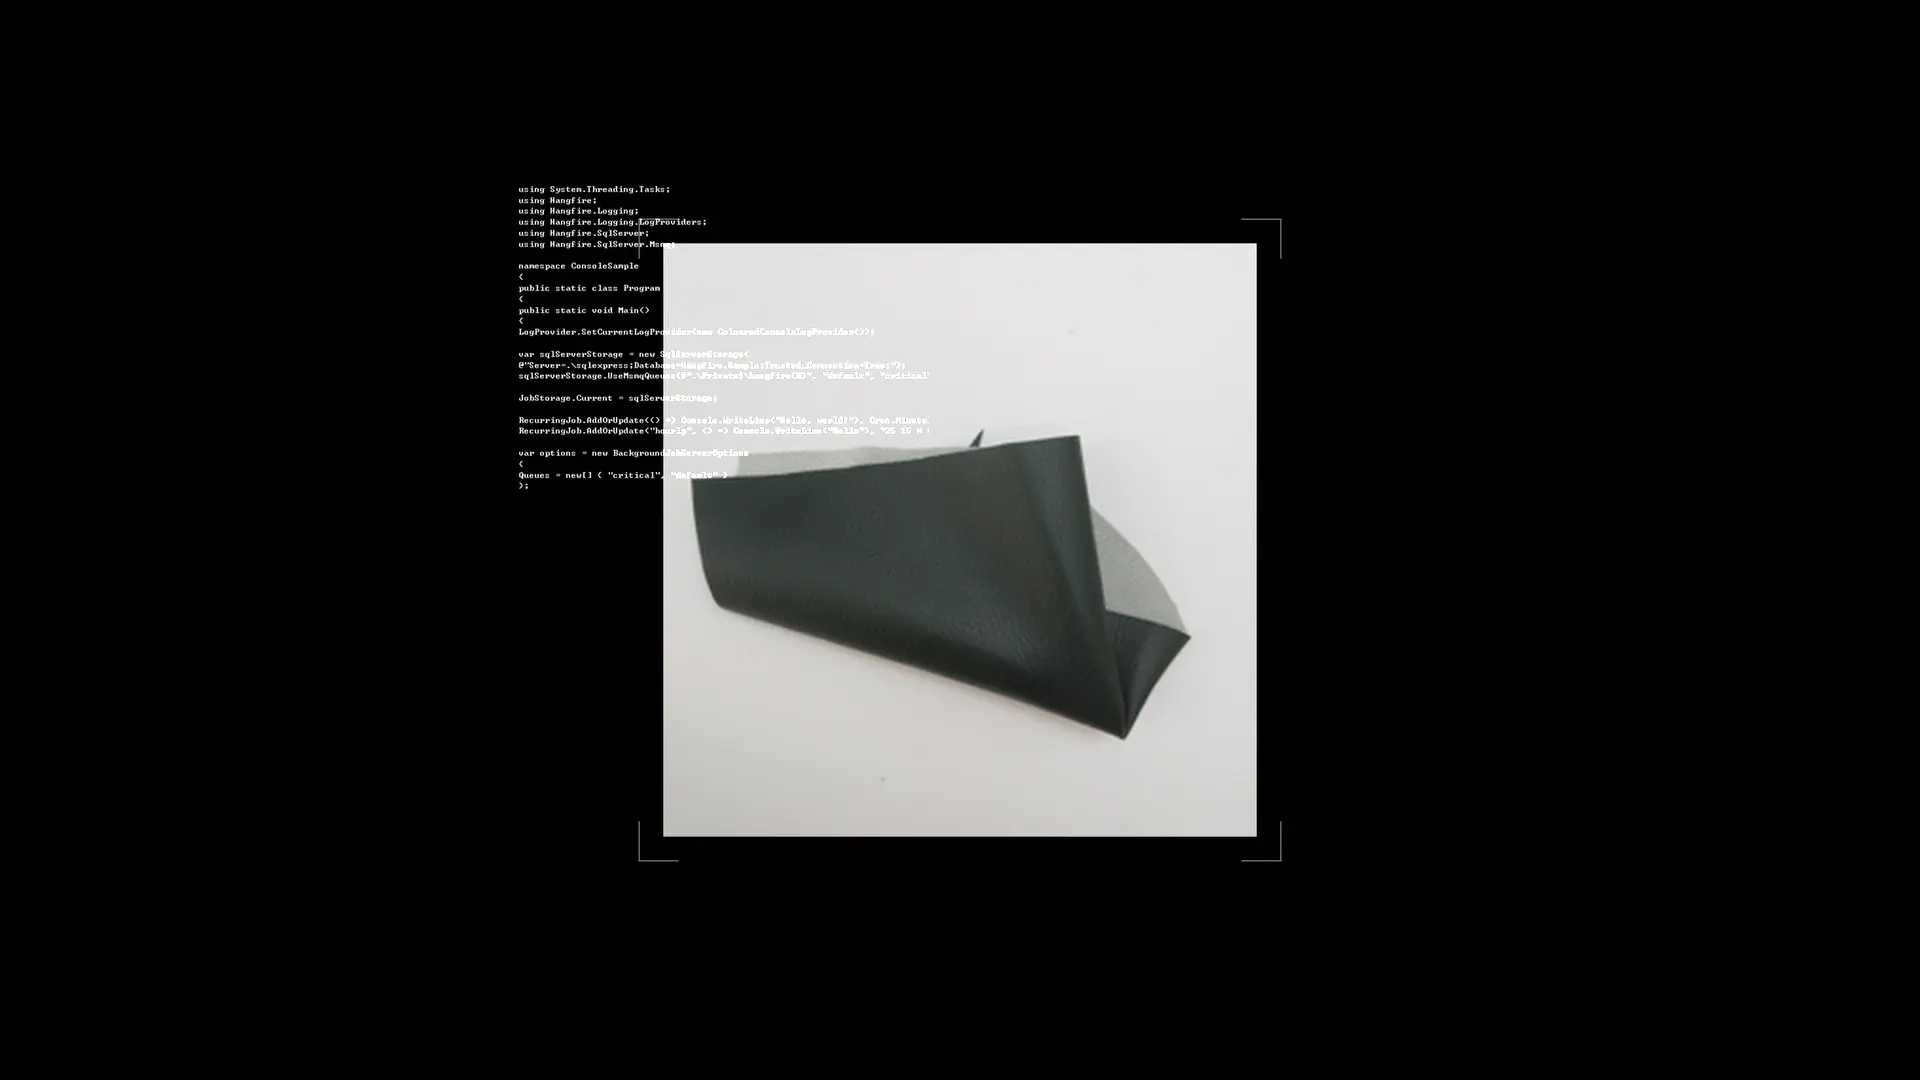 using System.Threading.Tasks;
using Hangfire;
using Hangfire.Logging;
using Hangfire.Logging.LogProviders;
using Hangfire.SqlServer;
using Hangfire.SqlServer.Msmq;
namespace ConsoleSample
{
public static class Program
{
public static void Main()
{
LogProvider.SetCurrentLogProvider(new ColouredConsoleLogProvider());
var sqlServerStorage = new SqlServerStorage(
@"Server=.\sqlexpress;Database=Hangfire.Sample;Trusted_Connection=True;");
sqlServerStorage.UseMsmqQueues(@".\Private$\hangfire{0}", "default", "critical"
JobStorage.Current = sqlServerStorage;
RecurringJob.AddOrUpdate(() => Console.WriteLine("Hello, world!"), Cron.Minute
RecurringJob.AddOrUpdate("hourly", () => Console.WriteLine("Hello"), "25 15 *
var options = new BackgroundJobServerOptions
{
Queues = new[] { "critical", "default" }
};